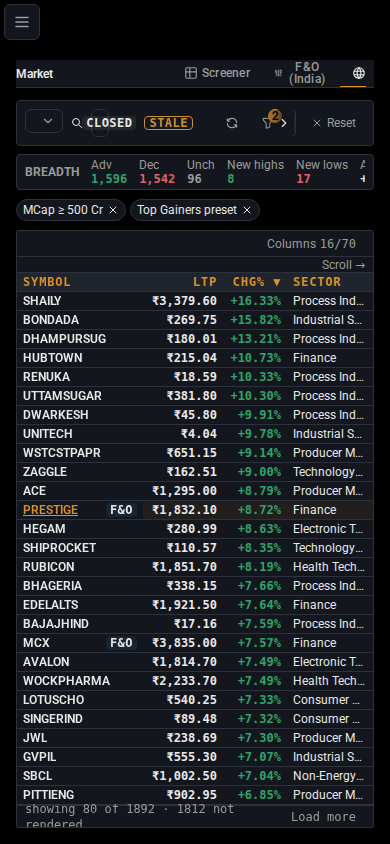 Market Screener F&O (India)
CLOSED STALE 2 Reset
BREADTH Adv 1,596 Dec 1,542 Unch 96 New highs 8 New lows 17
MCap ≥ 500 Cr × Top Gainers preset ×
Columns 16/70
Scroll →
SYMBOL LTP CHG% ▼ SECTOR
SHAILY ₹3,379.60 +16.33% Process Ind…
BONDADA ₹269.75 +15.82% Industrial S…
DHAMPURSUG ₹180.01 +13.21% Process Ind…
HUBTOWN ₹215.04 +10.73% Finance
RENUKA ₹18.59 +10.33% Process Ind…
UTTAMSUGAR ₹381.80 +10.30% Process Ind…
DWARKESH ₹45.80 +9.91% Process Ind…
UNITECH ₹4.04 +9.78% Industrial S…
WSTCSTPAPR ₹651.15 +9.14% Producer M…
ZAGGLE ₹162.51 +9.00% Technology…
ACE ₹1,295.00 +8.79% Producer M…
PRESTIGE F&O ₹1,832.10 +8.72% Finance
HEGAM ₹280.99 +8.63% Electronic T…
SHIPROCKET ₹110.57 +8.35% Technology…
RUBICON ₹1,851.70 +8.19% Health Tech…
BHAGERIA ₹338.15 +7.66% Process Ind…
EDELALTS ₹1,921.50 +7.64% Finance
BAJAJHIND ₹17.16 +7.59% Process Ind…
MCX F&O ₹3,835.00 +7.57% Finance
AVALON ₹1,814.70 +7.49% Electronic T…
WOCKPHARMA ₹2,233.70 +7.49% Health Tech…
LOTUSCHO ₹540.25 +7.33% Consumer …
SINGERIND ₹89.48 +7.32% Consumer …
JWL ₹238.69 +7.30% Producer M…
GVPIL ₹555.30 +7.07% Industrial S…
SBCL ₹1,002.50 +7.04% Non-Energy…
PITTIENG ₹902.95 +6.85% Producer M…
showing 80 of 1892 · 1812 not
rendered
Load more